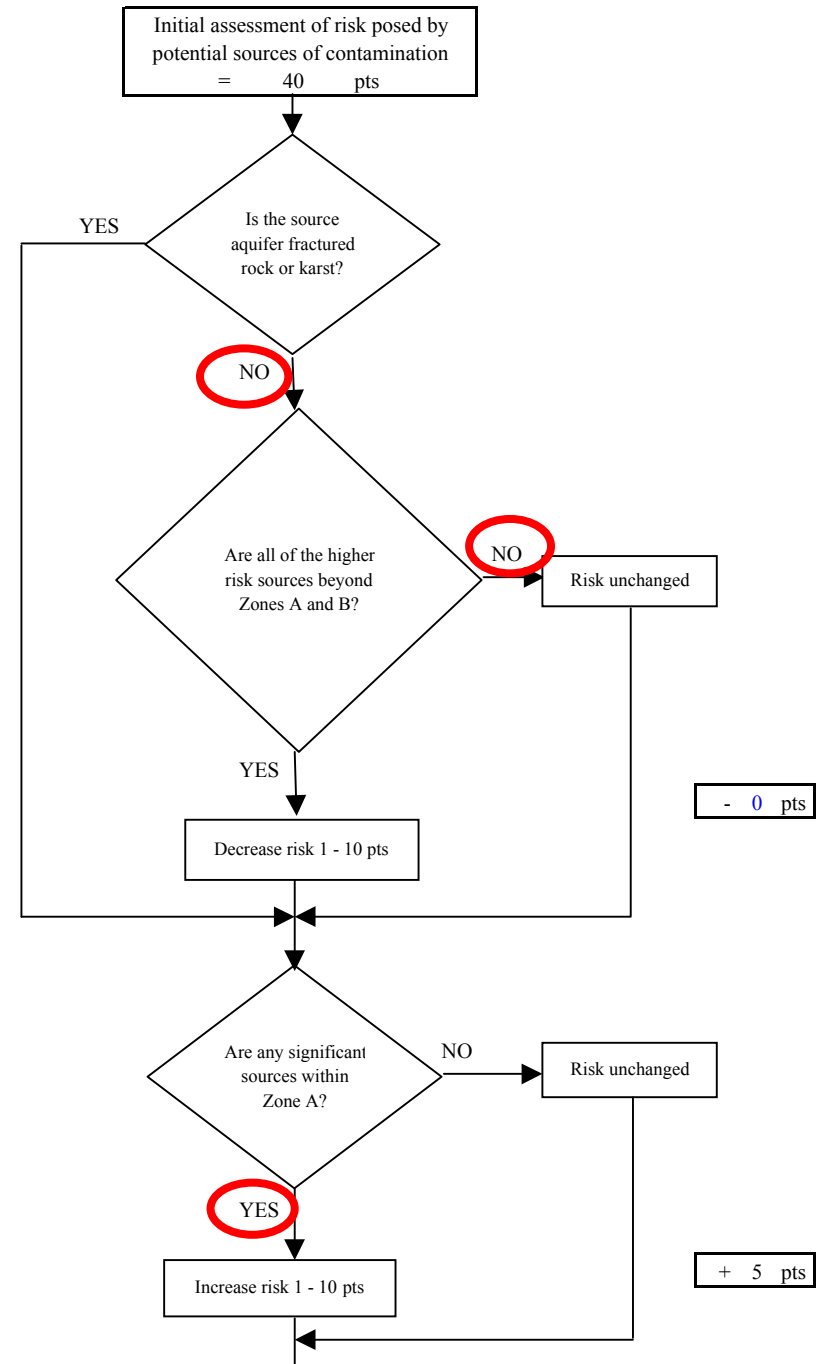 Initial assessment of risk posed by
potential sources of contamination
= 40 pts
YES
Is the source
aquifer fractured
rock or karst?
NO
Are all of the higher
risk sources beyond
Zones A and B?
NO
Risk unchanged
YES
- 0 pts
Decrease risk 1 - 10 pts
Are any significant
sources within
Zone A?
NO
Risk unchanged
YES
+ 5 pts
Increase risk 1 - 10 pts